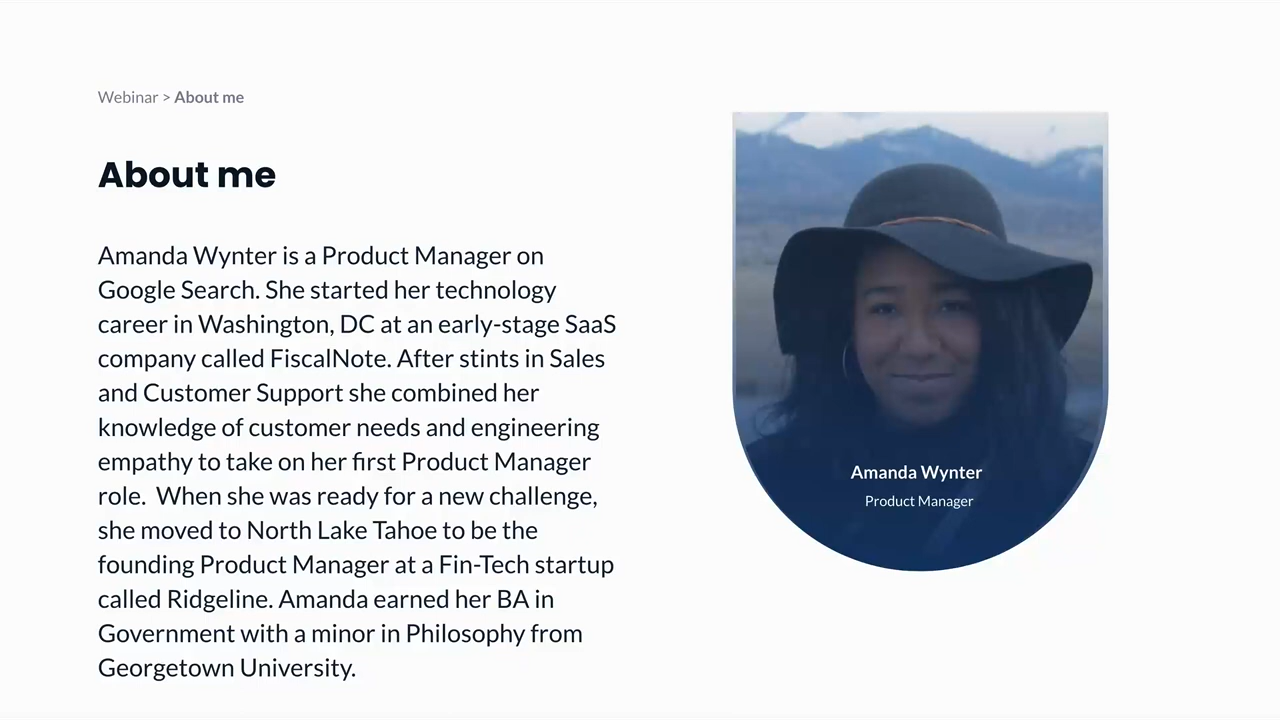 Webinar > About me
About me
Amanda Wynter is a Product Manager on
Google Search. She started her technology
career in Washington, DC at an early-stage SaaS
company called FiscalNote. After stints in Sales
and Customer Support she combined her
knowledge of customer needs and engineering
empathy to take on her first Product Manager
role.  When she was ready for a new challenge,
she moved to North Lake Tahoe to be the
founding Product Manager at a Fin-Tech startup
called Ridgeline. Amanda earned her BA in
Government with a minor in Philosophy from
Georgetown University.
Amanda Wynter
Product Manager